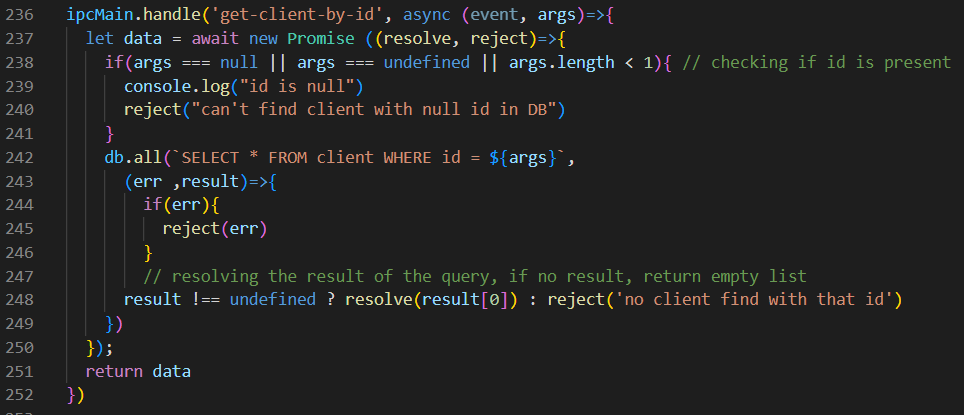 236 ipcMain.handle('get-client-by-id', async (event, args)=>{
237 let data = await new Promise ((resolve, reject)=>{
238 if(args === null || args === undefined || args.length < 1){ // checking if id is present
239 console.log("id is null")
240 reject("can't find client with null id in DB")
241 }
242 db.all(`SELECT * FROM client WHERE id = ${args}`,
243 (err ,result)=>{
244 if(err){
245 reject(err)
246 }
247 // resolving the result of the query, if no result, return empty list
248 result !== undefined ? resolve(result[0]) : reject('no client find with that id')
249 })
250 });
251 return data
252 })